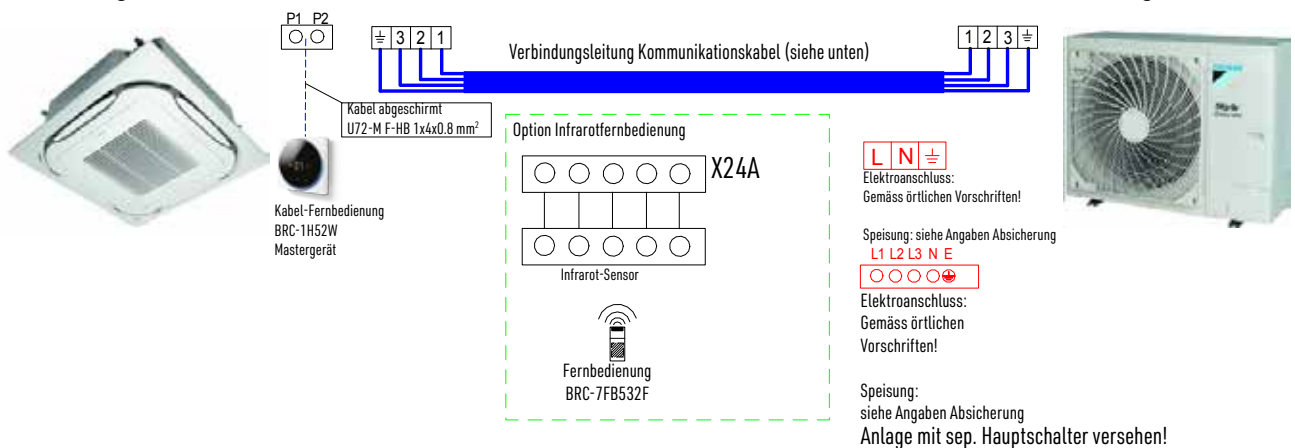 P1 P2
3 2 1
Verbindungsleitung Kommunikationskabel (siehe unten)
1 2 3
Kabel abgeschirmt
U72-M F-HB 1x4x0.8 mm²
Kabel-Fernbedienung
BRC-1H52W
Mastergerät
Option Infrarotfernbedienung
X24A
Infrarot-Sensor
Fernbedienung
BRC-7FB532F
L N
Elektroanschluss:
Gemäss örtlichen Vorschriften!
Speisung: siehe Angaben Absicherung
L1 L2 L3 N E
Elektroanschluss:
Gemäss örtlichen
Vorschriften!
Speisung:
siehe Angaben Absicherung
Anlage mit sep. Hauptschalter versehen!